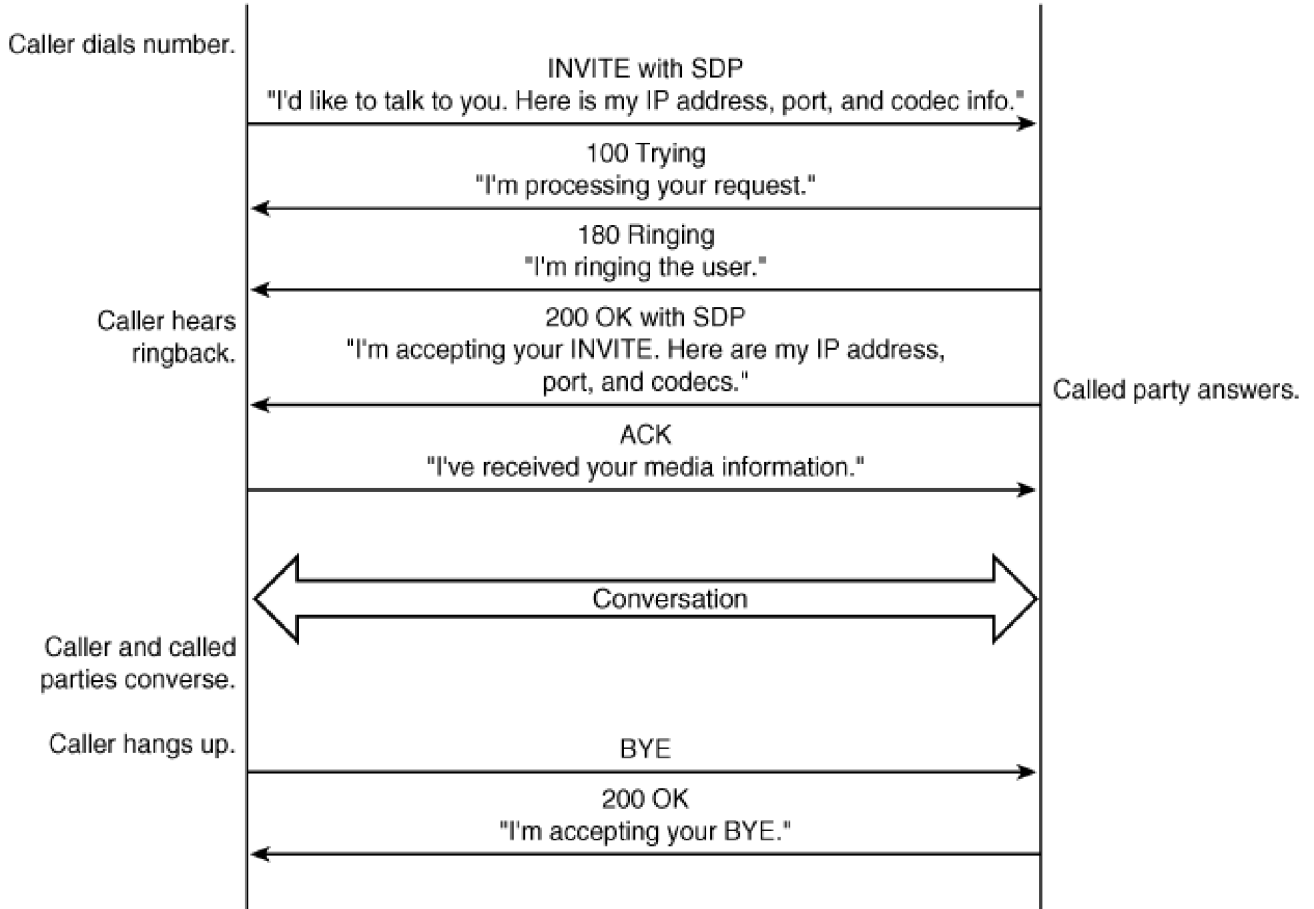 Caller dials number.
INVITE with SDP
"I'd like to talk to you. Here is my IP address, port, and codec info."
100 Trying
"I'm processing your request."
180 Ringing
"I'm ringing the user."
Caller hears
ringback.
200 OK with SDP
"I'm accepting your INVITE. Here are my IP address,
port, and codecs."
Called party answers.
ACK
"I've received your media information."
Conversation
Caller and called
parties converse.
Caller hangs up.
BYE
200 OK
"I'm accepting your BYE."